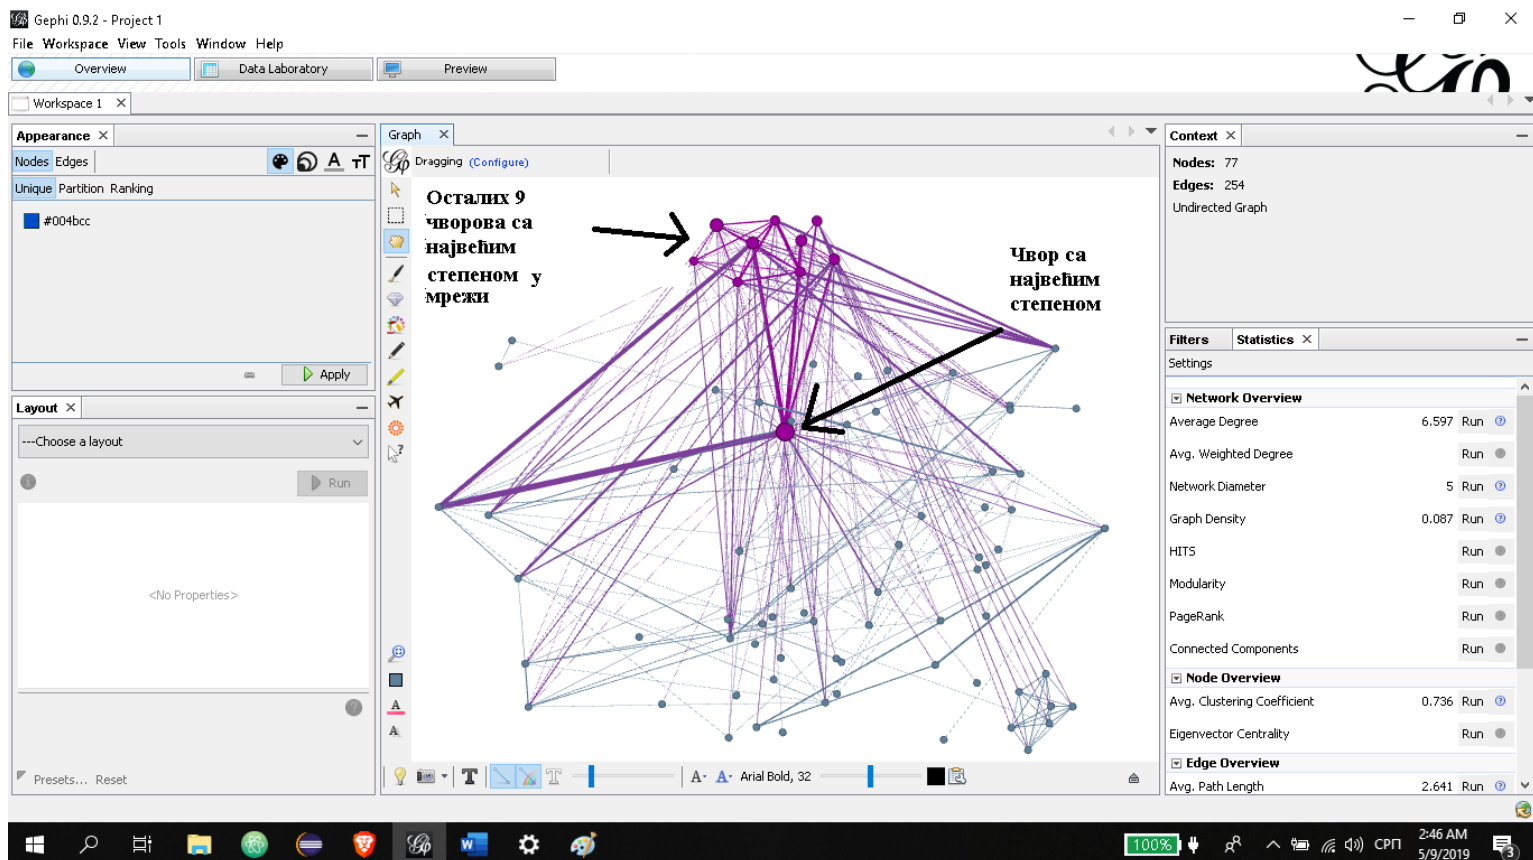 Gephi 0.9.2 - Project 1
File Workspace View Tools Window Help
Overview
Data Laboratory
Preview
Workspace 1
Appearance
Nodes Edges
Unique Partition Ranking
#004bcc
Apply
Layout
---Choose a layout
Run
<No Properties>
Presets... Reset
Graph
Dragging (Configure)
Осталих 9
чворова са
највећим
степеном у
мрежи
Чвор са
највећим
степеном
Arial Bold, 32
Context
Nodes: 77
Edges: 254
Undirected Graph
Filters Statistics
Settings
Network Overview
Average Degree 6.597 Run
Avg. Weighted Degree Run
Network Diameter 5 Run
Graph Density 0.087 Run
HITS Run
Modularity Run
PageRank Run
Connected Components Run
Node Overview
Avg. Clustering Coefficient 0.736 Run
Eigenvector Centrality Run
Edge Overview
Avg. Path Length 2.641 Run
100%
СРП
2:46 AM
5/9/2019
3